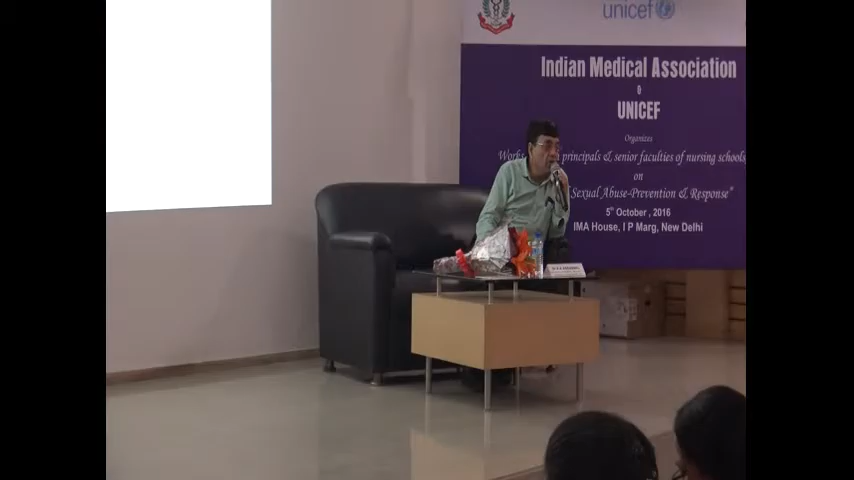 unicef
Indian Medical Association
&
UNICEF
Organizes
principals & senior faculties of nursing schools
on
Sexual Abuse-Prevention & Response"
5th October , 2016
IMA House, I P Marg, New Delhi